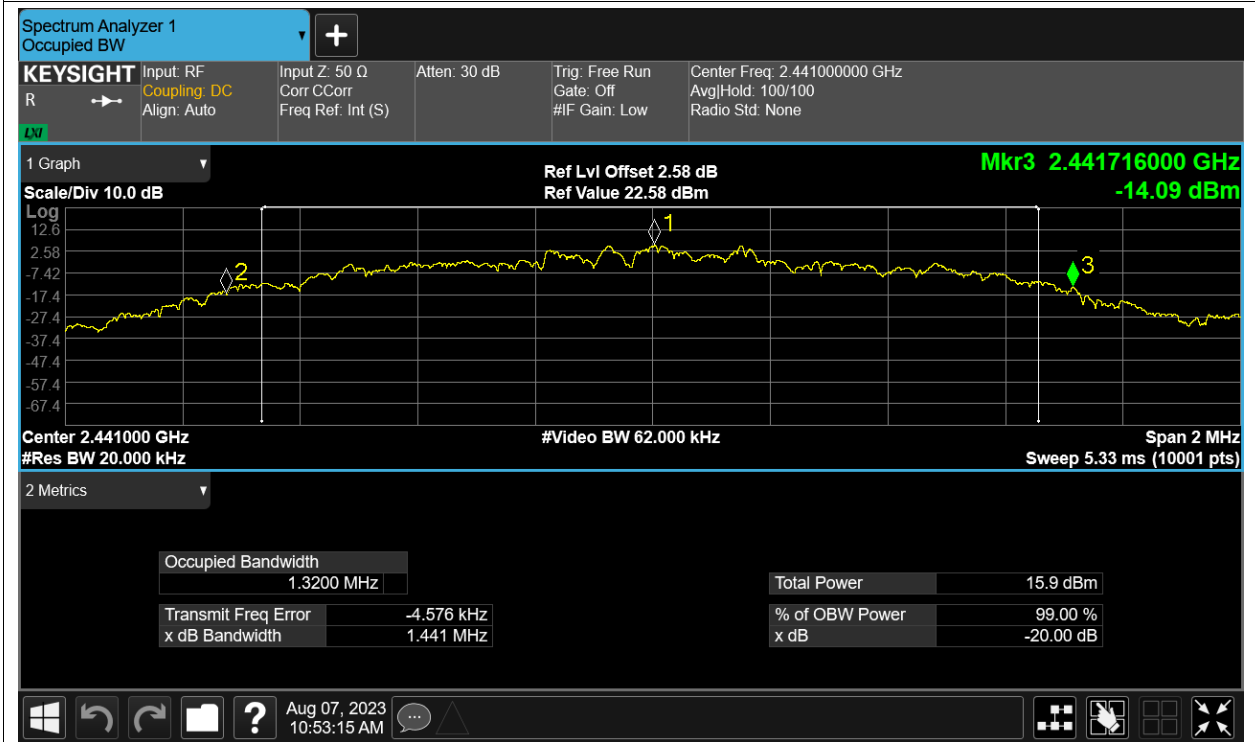 Spectrum Analyzer 1
Occupied BW
KEYSIGHT
R
LXI
Input: RF
Coupling: DC
Align: Auto
Input Z: 50 Ω
Corr CCorr
Freq Ref: Int (S)
Atten: 30 dB
Trig: Free Run
Gate: Off
#IF Gain: Low
Center Freq: 2.441000000 GHz
Avg|Hold: 100/100
Radio Std: None
1 Graph
Scale/Div 10.0 dB
Ref Lvl Offset 2.58 dB
Ref Value 22.58 dBm
Mkr3 2.441716000 GHz
-14.09 dBm
Log
12.6
2.58
-7.42
-17.4
-27.4
-37.4
-47.4
-57.4
-67.4
1
2
3
Center 2.441000 GHz
#Video BW 62.000 kHz
Span 2 MHz
#Res BW 20.000 kHz
Sweep 5.33 ms (10001 pts)
2 Metrics
Occupied Bandwidth
1.3200 MHz
Transmit Freq Error -4.576 kHz
x dB Bandwidth 1.441 MHz
Total Power 15.9 dBm
% of OBW Power 99.00 %
x dB -20.00 dB
?
Aug 07, 2023
10:53:15 AM